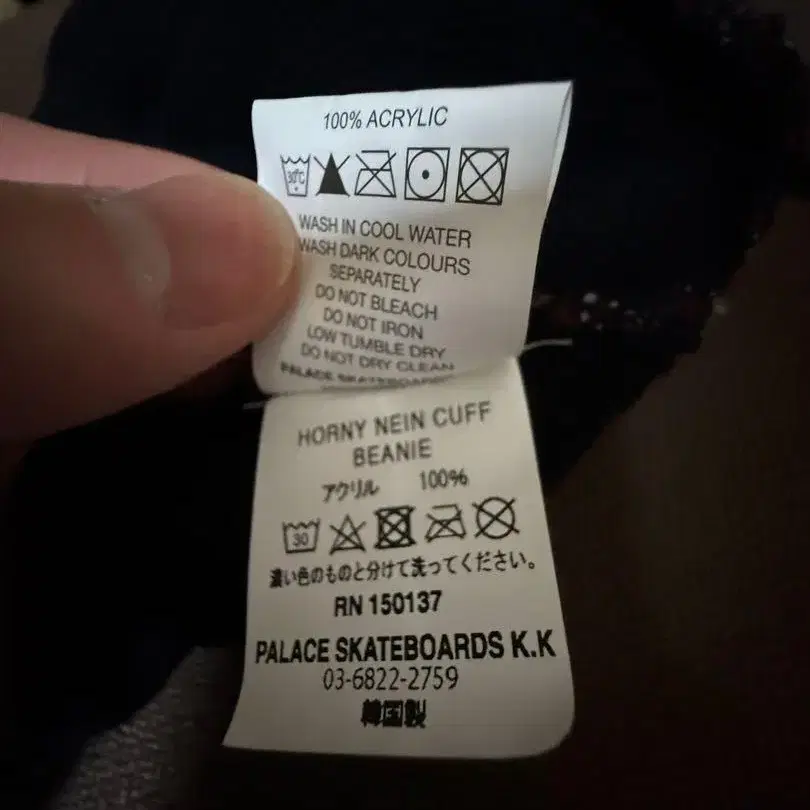 100% ACRYLIC
30°C
WASH IN COOL WATER
WASH DARK COLOURS
SEPARATELY
DO NOT BLEACH
DO NOT IRON
LOW TUMBLE DRY
DO NOT DRY CLEAN
PALACE SKATEBOARDS
HORNY NEIN CUFF
BEANIE
アクリル 100%
30
濃い色のものと分けて洗ってください。
RN 150137
PALACE SKATEBOARDS K.K
03-6822-2759
韓国製